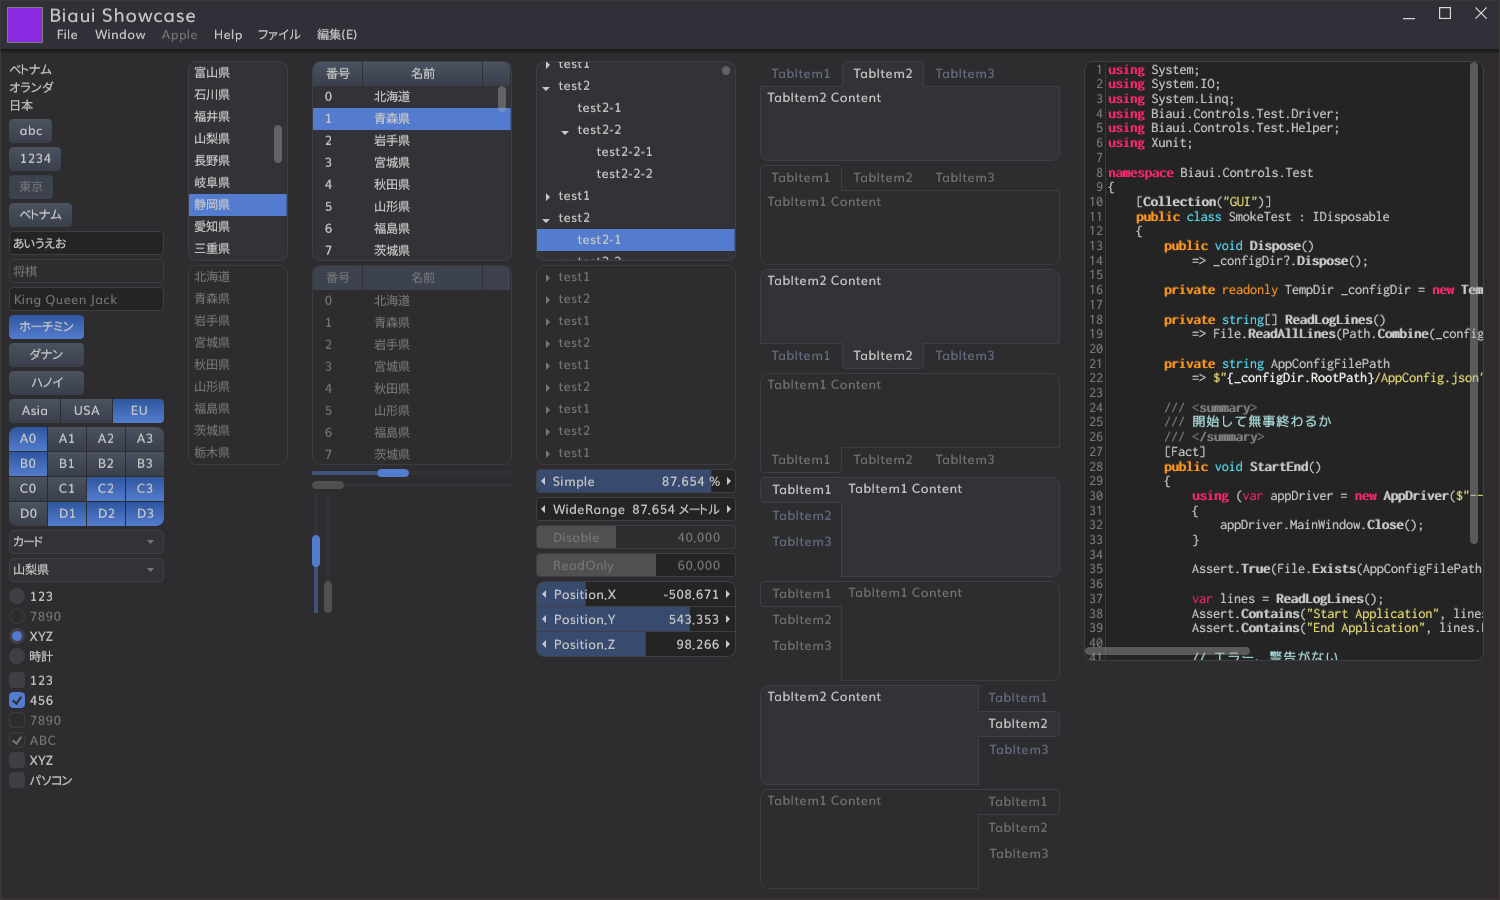 Biaui Showcase
File Window Apple Help ファイル 編集(E)
ベトナム
オランダ
日本
abc
1234
東京
ベトナム
あいうえお
将棋
King Queen Jack
ホーチミン
ダナン
ハノイ
Asia USA EU
A0 A1 A2 A3
B0 B1 B2 B3
C0 C1 C2 C3
D0 D1 D2 D3
カード
山梨県
123
7890
XYZ
時計
123
456
7890
ABC
XYZ
パソコン
富山県
石川県
福井県
山梨県
長野県
岐阜県
静岡県
愛知県
三重県
北海道
青森県
岩手県
宮城県
秋田県
山形県
福島県
茨城県
栃木県
番号 名前
0 北海道
1 青森県
2 岩手県
3 宮城県
4 秋田県
5 山形県
6 福島県
7 茨城県
番号 名前
0 北海道
1 青森県
2 岩手県
3 宮城県
4 秋田県
5 山形県
6 福島県
7 茨城県
test1
test2
test2-1
test2-2
test2-2-1
test2-2-2
test1
test2
test2-1
test1
test2
test1
test2
test1
test2
test1
test2
test1
Simple 87.654 %
WideRange 87.654 メートル
Disable 40.000
ReadOnly 60.000
Position.X -508.671
Position.Y 543.353
Position.Z 98.266
TabItem1 TabItem2 TabItem3
TabItem2 Content
TabItem1 TabItem2 TabItem3
TabItem1 Content
TabItem2 Content
TabItem1 TabItem2 TabItem3
TabItem1 Content
TabItem1 TabItem2 TabItem3
TabItem1 TabItem1 Content
TabItem2
TabItem3
TabItem1 TabItem1 Content
TabItem2
TabItem3
TabItem2 Content TabItem1
TabItem2
TabItem3
TabItem1 Content TabItem1
TabItem2
TabItem3
1 using System;
2 using System.IO;
3 using System.Linq;
4 using Biaui.Controls.Test.Driver;
5 using Biaui.Controls.Test.Helper;
6 using Xunit;
7
8 namespace Biaui.Controls.Test
9 {
10 [Collection("GUI")]
11 public class SmokeTest : IDisposable
12 {
13 public void Dispose()
14 => _configDir?.Dispose();
15
16 private readonly TempDir _configDir = new Tem
17
18 private string[] ReadLogLines()
19 => File.ReadAllLines(Path.Combine(_config
20
21 private string AppConfigFilePath
22 => $"{_configDir.RootPath}/AppConfig.json"
23
24 /// <summary>
25 /// 開始して無事終わるか
26 /// </summary>
27 [Fact]
28 public void StartEnd()
29 {
30 using (var appDriver = new AppDriver($"--
31 {
32 appDriver.MainWindow.Close();
33 }
34
35 Assert.True(File.Exists(AppConfigFilePath
36
37 var lines = ReadLogLines();
38 Assert.Contains("Start Application", lines
39 Assert.Contains("End Application", lines.
40
41 // エラー、警告がない